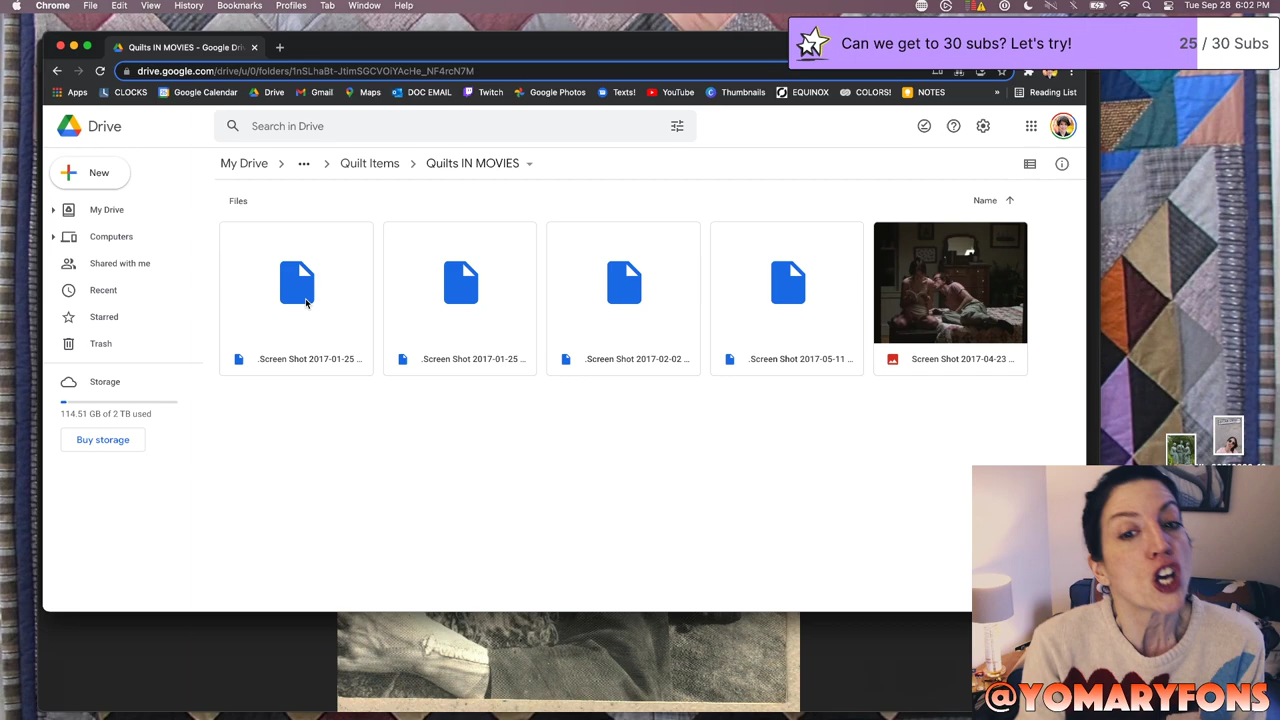 Chrome File Edit View History Bookmarks Profiles Tab Window Help Tue Sep 28 6:02 PM
Can we get to 30 subs? Let's try! 25 / 30 Subs
Quilts IN MOVIES - Google Dri
drive.google.com/drive/u/0/folders/1nSLhaBt-JtimSGCVOiYAcHe_NF4rcN7M
Apps CLOCKS Google Calendar Drive Gmail Maps DOC EMAIL Twitch Google Photos Texts! YouTube Thumbnails EQUINOX COLORS! NOTES » Reading List
Drive Search in Drive
New My Drive > ... > Quilt Items > Quilts IN MOVIES
Files Name
My Drive
Computers
Shared with me
Recent
Starred
Trash
.Screen Shot 2017-01-25 ... .Screen Shot 2017-01-25 ... .Screen Shot 2017-02-02 ... .Screen Shot 2017-05-11 ... Screen Shot 2017-04-23 ...
Storage
114.51 GB of 2 TB used
Buy storage
@YOMARYFONS